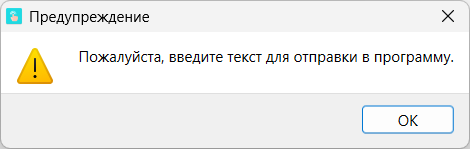 Предупреждение
Пожалуйста, введите текст для отправки в программу.
OK